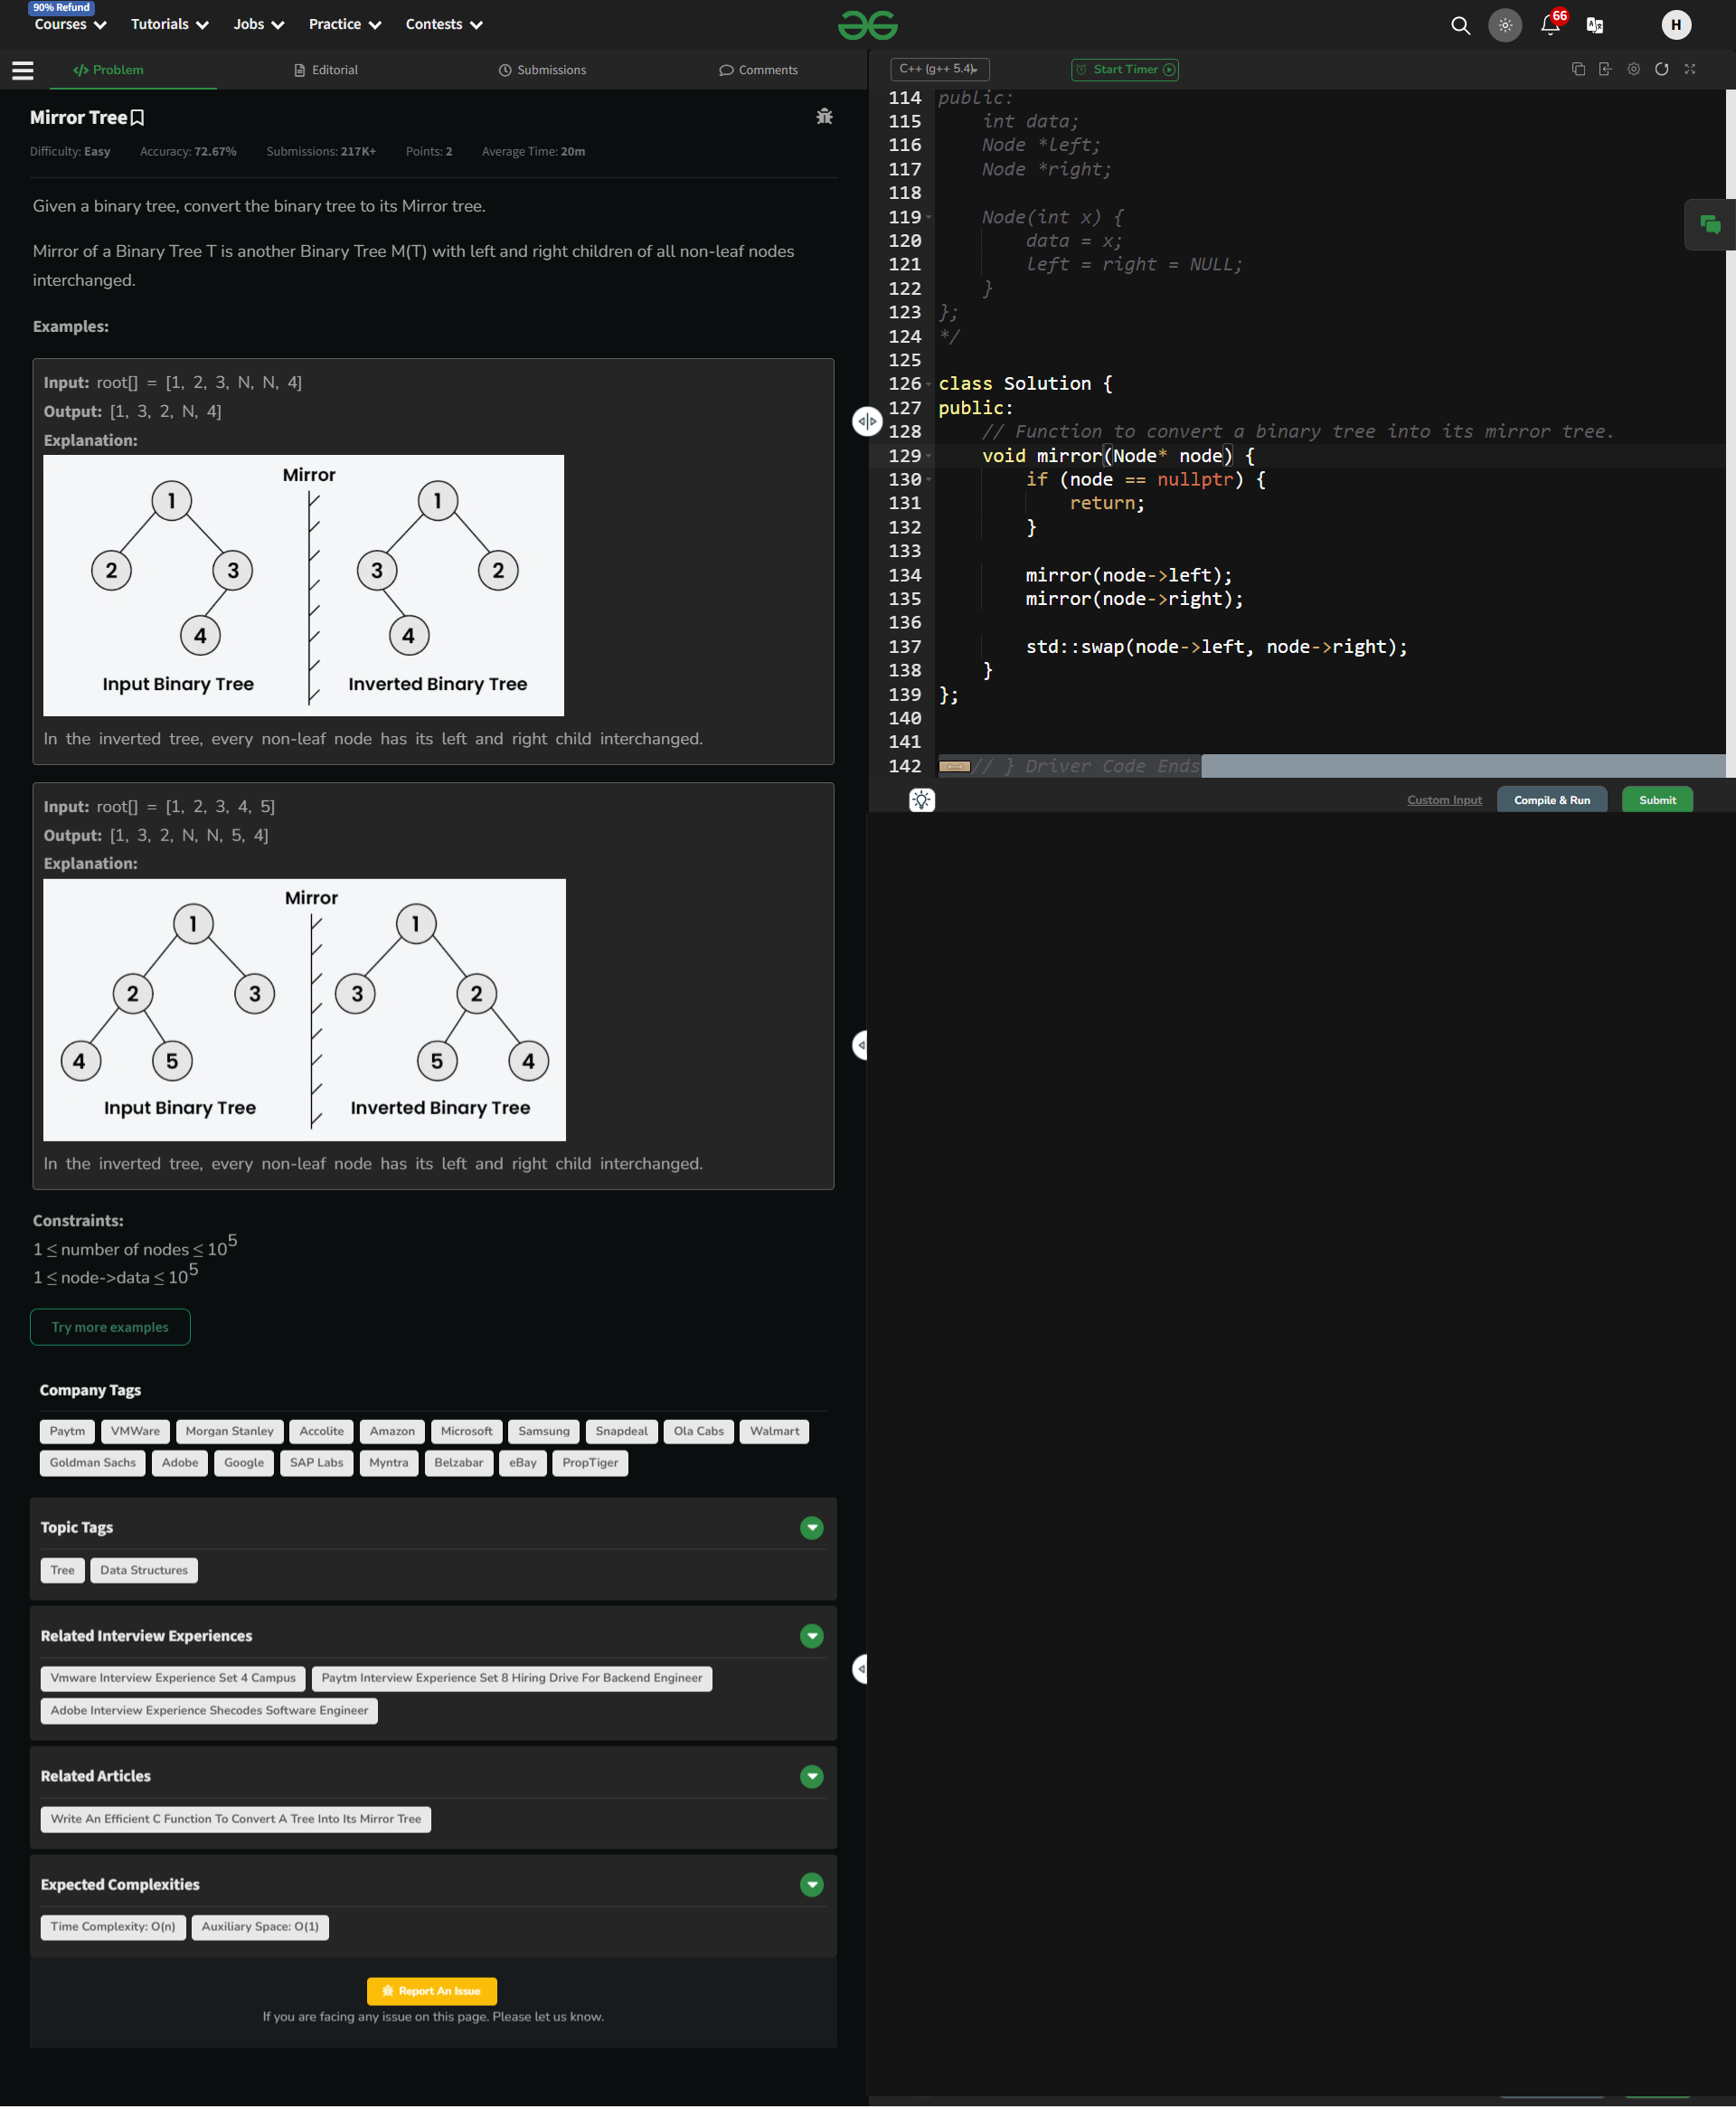 90% Refund
Courses
Tutorials
Jobs
Practice
Contests
66
H
Problem
Editorial
Submissions
Comments
Mirror Tree
Difficulty: Easy Accuracy: 72.67% Submissions: 217K+ Points: 2 Average Time: 20m
Given a binary tree, convert the binary tree to its Mirror tree.
Mirror of a Binary Tree T is another Binary Tree M(T) with left and right children of all non-leaf nodes
interchanged.
Examples:
Input: root[] = [1, 2, 3, N, N, 4]
Output: [1, 3, 2, N, 4]
Explanation:
Mirror
1 1
2 3 3 2
4 4
Input Binary Tree Inverted Binary Tree
In the inverted tree, every non-leaf node has its left and right child interchanged.
Input: root[] = [1, 2, 3, 4, 5]
Output: [1, 3, 2, N, N, 5, 4]
Explanation:
Mirror
1 1
2 3 3 2
4 5 5 4
Input Binary Tree Inverted Binary Tree
In the inverted tree, every non-leaf node has its left and right child interchanged.
Constraints:
1 ≤ number of nodes ≤ 10^5
1 ≤ node->data ≤ 10^5
Try more examples
Company Tags
Paytm VMWare Morgan Stanley Accolite Amazon Microsoft Samsung Snapdeal Ola Cabs Walmart
Goldman Sachs Adobe Google SAP Labs Myntra Belzabar eBay PropTiger
Topic Tags
Tree Data Structures
Related Interview Experiences
Vmware Interview Experience Set 4 Campus Paytm Interview Experience Set 8 Hiring Drive For Backend Engineer
Adobe Interview Experience Shecodes Software Engineer
Related Articles
Write An Efficient C Function To Convert A Tree Into Its Mirror Tree
Expected Complexities
Time Complexity: O(n) Auxiliary Space: O(1)
Report An Issue
If you are facing any issue on this page. Please let us know.
C++ (g++ 5.4)
Start Timer
114 public:
115     int data;
116     Node *left;
117     Node *right;
118
119     Node(int x) {
120         data = x;
121         left = right = NULL;
122     }
123 };
124 */
125
126 class Solution {
127 public:
128     // Function to convert a binary tree into its mirror tree.
129     void mirror(Node* node) {
130         if (node == nullptr) {
131             return;
132         }
133
134         mirror(node->left);
135         mirror(node->right);
136
137         std::swap(node->left, node->right);
138     }
139 };
140
141
142 // } Driver Code Ends
Custom Input
Compile & Run
Submit